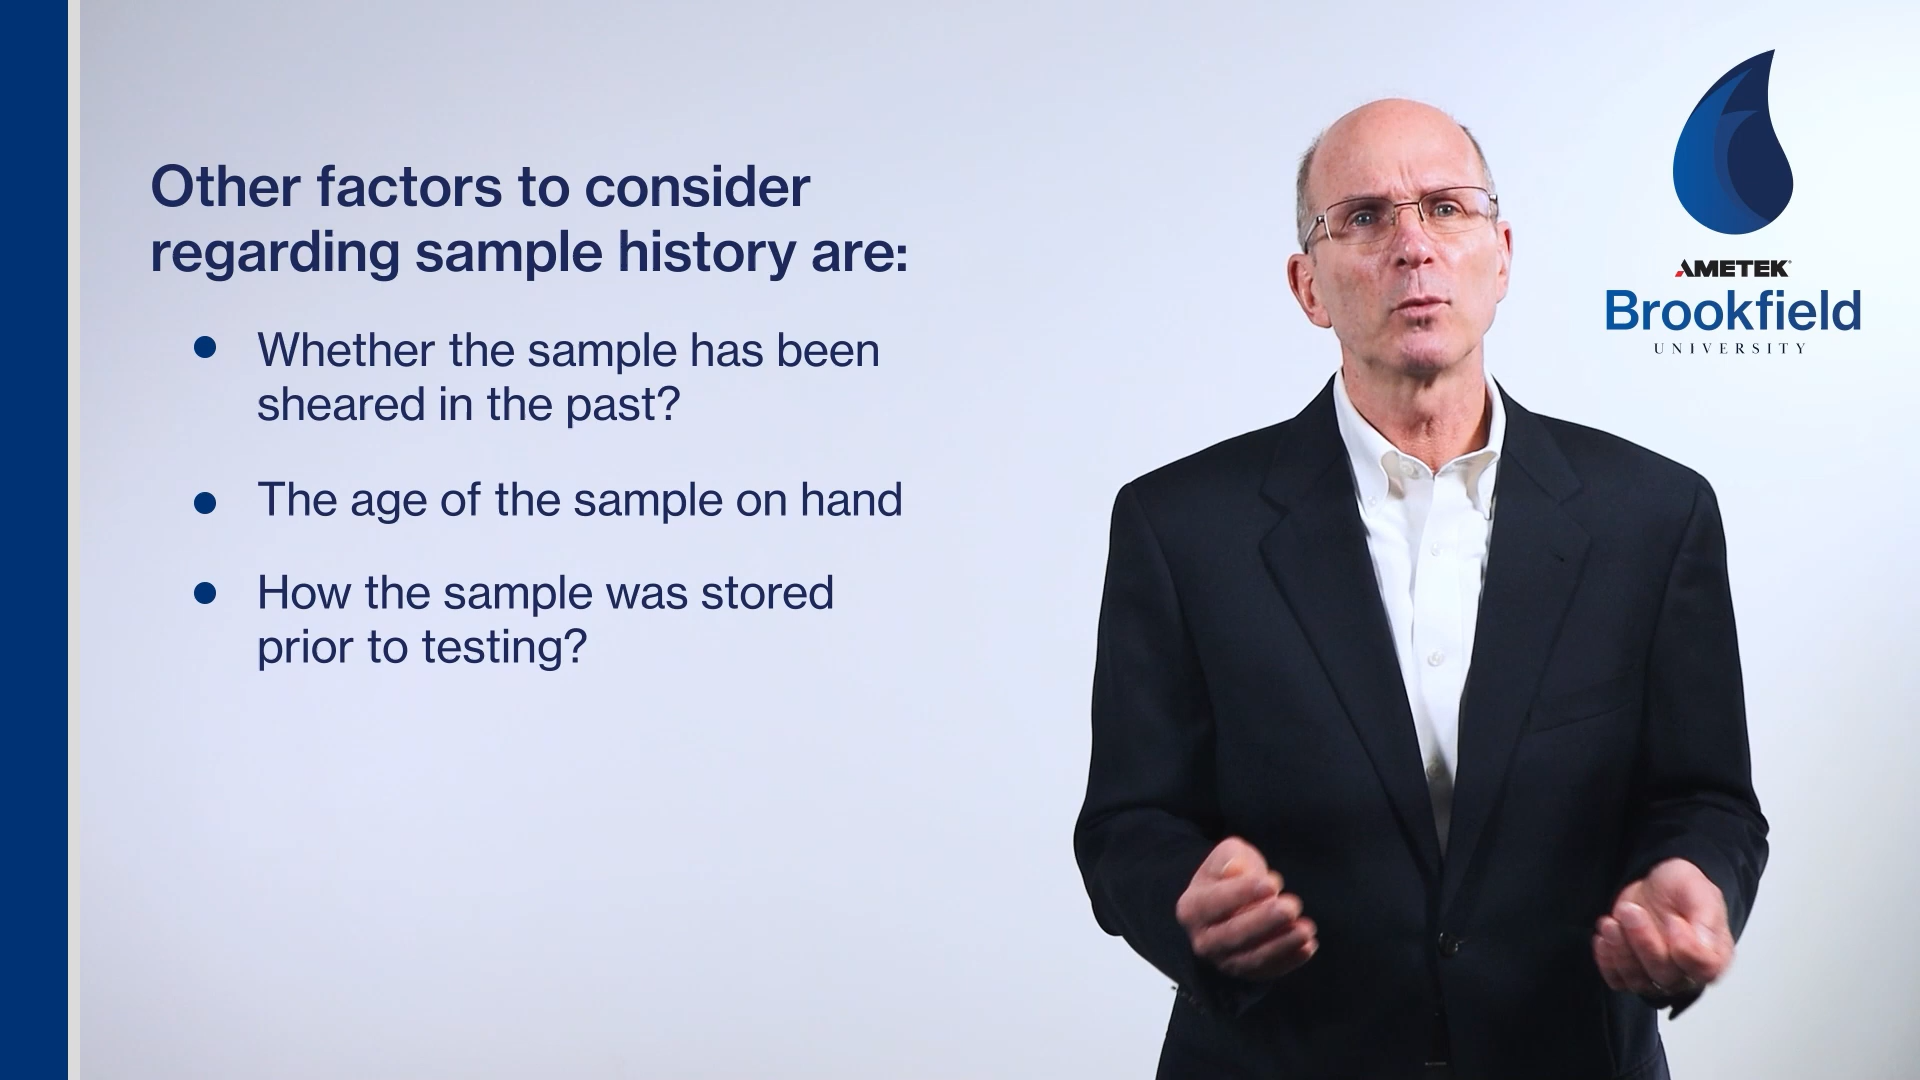 Other factors to consider
regarding sample history are:
Whether the sample has been
sheared in the past?
The age of the sample on hand
How the sample was stored
prior to testing?
AMETEK
Brookfield
UNIVERSITY